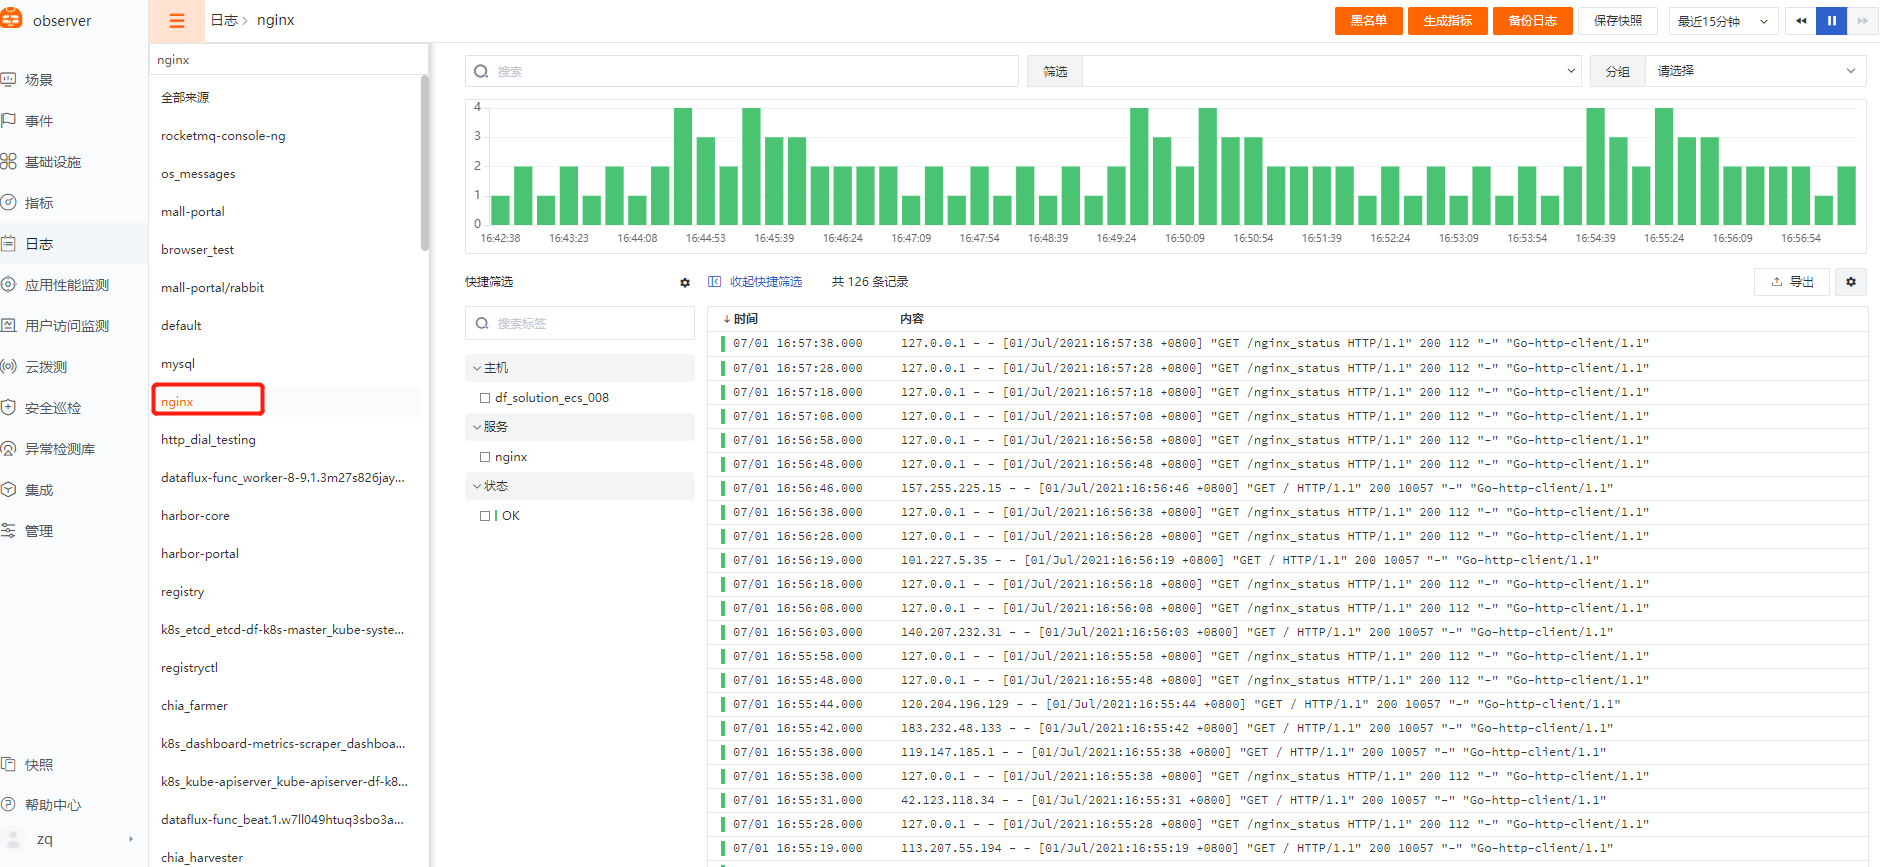 observer
日志 > nginx
黑名单
生成指标
备份日志
保存快照
最近15分钟
场景
事件
基础设施
指标
日志
应用性能监测
用户访问监测
云拨测
安全巡检
异常检测库
集成
管理
快照
帮助中心
zq
nginx
全部来源
rocketmq-console-ng
os_messages
mall-portal
browser_test
mall-portal/rabbit
default
mysql
nginx
http_dial_testing
dataflux-func_worker-8-9.1.3m27s826jay...
harbor-core
harbor-portal
registry
k8s_etcd_etcd-df-k8s-master_kube-syste...
registryctl
chia_farmer
k8s_dashboard-metrics-scraper_dashboa...
k8s_kube-apiserver_kube-apiserver-df-k8...
dataflux-func_beat.1.w7ll049htuq3sbo3a...
chia_harvester
搜索
筛选
分组
请选择
4
3
2
1
0
16:42:38 16:43:23 16:44:08 16:44:53 16:45:39 16:46:24 16:47:09 16:47:54 16:48:39 16:49:24 16:50:09 16:50:54 16:51:39 16:52:24 16:53:09 16:53:54 16:54:39 16:55:24 16:56:09 16:56:54
快捷筛选
收起快捷筛选
共 126 条记录
导出
搜索标签
主机
df_solution_ecs_008
服务
nginx
状态
OK
↓时间 内容
07/01 16:57:38.000 127.0.0.1 - - [01/Jul/2021:16:57:38 +0800] "GET /nginx_status HTTP/1.1" 200 112 "-" "Go-http-client/1.1"
07/01 16:57:28.000 127.0.0.1 - - [01/Jul/2021:16:57:28 +0800] "GET /nginx_status HTTP/1.1" 200 112 "-" "Go-http-client/1.1"
07/01 16:57:18.000 127.0.0.1 - - [01/Jul/2021:16:57:18 +0800] "GET /nginx_status HTTP/1.1" 200 112 "-" "Go-http-client/1.1"
07/01 16:57:08.000 127.0.0.1 - - [01/Jul/2021:16:57:08 +0800] "GET /nginx_status HTTP/1.1" 200 112 "-" "Go-http-client/1.1"
07/01 16:56:58.000 127.0.0.1 - - [01/Jul/2021:16:56:58 +0800] "GET /nginx_status HTTP/1.1" 200 112 "-" "Go-http-client/1.1"
07/01 16:56:48.000 127.0.0.1 - - [01/Jul/2021:16:56:48 +0800] "GET /nginx_status HTTP/1.1" 200 112 "-" "Go-http-client/1.1"
07/01 16:56:46.000 157.255.225.15 - - [01/Jul/2021:16:56:46 +0800] "GET / HTTP/1.1" 200 10057 "-" "Go-http-client/1.1"
07/01 16:56:38.000 127.0.0.1 - - [01/Jul/2021:16:56:38 +0800] "GET /nginx_status HTTP/1.1" 200 112 "-" "Go-http-client/1.1"
07/01 16:56:28.000 127.0.0.1 - - [01/Jul/2021:16:56:28 +0800] "GET /nginx_status HTTP/1.1" 200 112 "-" "Go-http-client/1.1"
07/01 16:56:19.000 101.227.5.35 - - [01/Jul/2021:16:56:19 +0800] "GET / HTTP/1.1" 200 10057 "-" "Go-http-client/1.1"
07/01 16:56:18.000 127.0.0.1 - - [01/Jul/2021:16:56:18 +0800] "GET /nginx_status HTTP/1.1" 200 112 "-" "Go-http-client/1.1"
07/01 16:56:08.000 127.0.0.1 - - [01/Jul/2021:16:56:08 +0800] "GET /nginx_status HTTP/1.1" 200 112 "-" "Go-http-client/1.1"
07/01 16:56:03.000 140.207.232.31 - - [01/Jul/2021:16:56:03 +0800] "GET / HTTP/1.1" 200 10057 "-" "Go-http-client/1.1"
07/01 16:55:58.000 127.0.0.1 - - [01/Jul/2021:16:55:58 +0800] "GET /nginx_status HTTP/1.1" 200 112 "-" "Go-http-client/1.1"
07/01 16:55:48.000 127.0.0.1 - - [01/Jul/2021:16:55:48 +0800] "GET /nginx_status HTTP/1.1" 200 112 "-" "Go-http-client/1.1"
07/01 16:55:44.000 120.204.196.129 - - [01/Jul/2021:16:55:44 +0800] "GET / HTTP/1.1" 200 10057 "-" "Go-http-client/1.1"
07/01 16:55:42.000 183.232.48.133 - - [01/Jul/2021:16:55:42 +0800] "GET / HTTP/1.1" 200 10057 "-" "Go-http-client/1.1"
07/01 16:55:38.000 119.147.185.1 - - [01/Jul/2021:16:55:38 +0800] "GET / HTTP/1.1" 200 10057 "-" "Go-http-client/1.1"
07/01 16:55:38.000 127.0.0.1 - - [01/Jul/2021:16:55:38 +0800] "GET /nginx_status HTTP/1.1" 200 112 "-" "Go-http-client/1.1"
07/01 16:55:31.000 42.123.118.34 - - [01/Jul/2021:16:55:31 +0800] "GET / HTTP/1.1" 200 10057 "-" "Go-http-client/1.1"
07/01 16:55:28.000 127.0.0.1 - - [01/Jul/2021:16:55:28 +0800] "GET /nginx_status HTTP/1.1" 200 112 "-" "Go-http-client/1.1"
07/01 16:55:19.000 113.207.55.194 - - [01/Jul/2021:16:55:19 +0800] "GET / HTTP/1.1" 200 10057 "-" "Go-http-client/1.1"